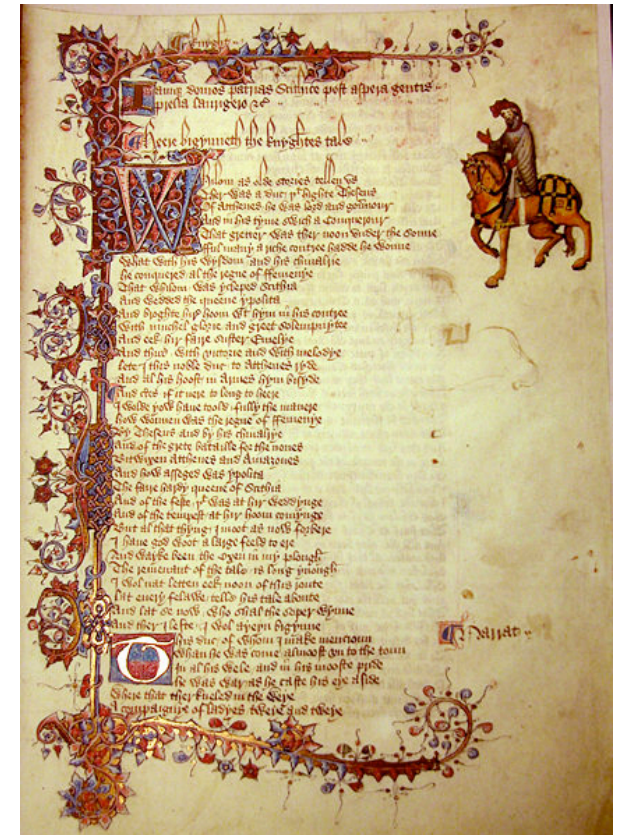 Knyght
Iamque domos patrias Scithice post aspera gentis
prelia laurigero &c
Heere bigynneth the knyghtes tale
Whilom as olde stories tellen vs
Ther was a duc þt highte Theseus
Of Atthenes he was lord and gouernour
And in his tyme swich a Conquerour
That gretter was ther noon vnder the sonne
fful many a riche contree hadde he wonne
What with his wysdom and his chiualrie
he conquered al the regne of ffemenye
That whilom was ycleped Scithia
And wedded the queene ypolita
And broghte hire hoom with hym in his contree
With muchel glorie and greet solempnytee
And eek hir faire suster Emelye
And thus with victorie and with melodye
lete I this noble duc to Atthenes ryde
And al his hoost in Armes hym bisyde
And certes if it nere to long to heere
I wolde yow haue toold fully the manere
how wonnen was the regne of ffemenye
By Theseus and by his chiualrye
And of the grete bataille for the nones
Bitwixen Atthenes and Amazones
And how asseged was ypolita
The faire hardy queene of Scithia
And of the feste þt was at hir weddynge
And of the tempest at hir hoom comynge
But al that thyng I moot as now forbere
I haue god woot a large feeld to ere
And wayke been the oxen in my plough
The remenant of the tale is long ynough
I wol nat letten eek noon of this route
lat euery felawe telle his tale aboute
And lat se now who shal the soper wynne
And ther I lefte I wol ayeyn bigynne
This duc of whom I make mencioun
Whan he was come almoost vn to the toun
In al his wele and in his mooste pride
he was war as he caste his eye aside
Where that ther kneled in the weye
A compaignie of ladyes tweye and tweye
Narrat